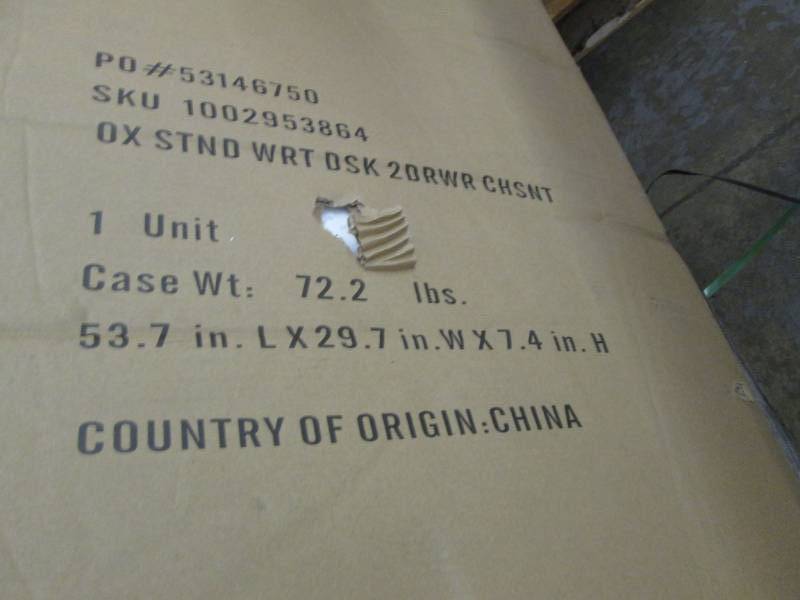 PO#53146750
SKU 1002953864
OX STND WRT DSK 2DRWR CHSNT
1 Unit
Case Wt: 72.2 lbs.
53.7 in. L X 29.7 in. W X 7.4 in. H
COUNTRY OF ORIGIN:CHINA